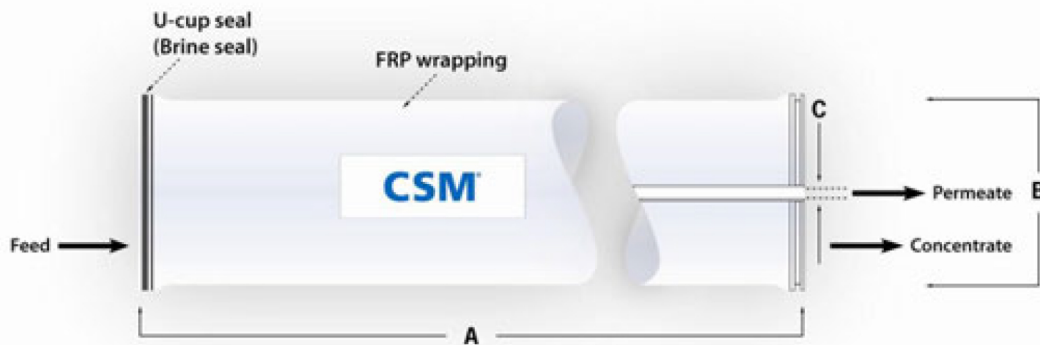 U-cup seal
(Brine seal)
FRP wrapping
C
CSM®
Permeate
B
Feed
Concentrate
A